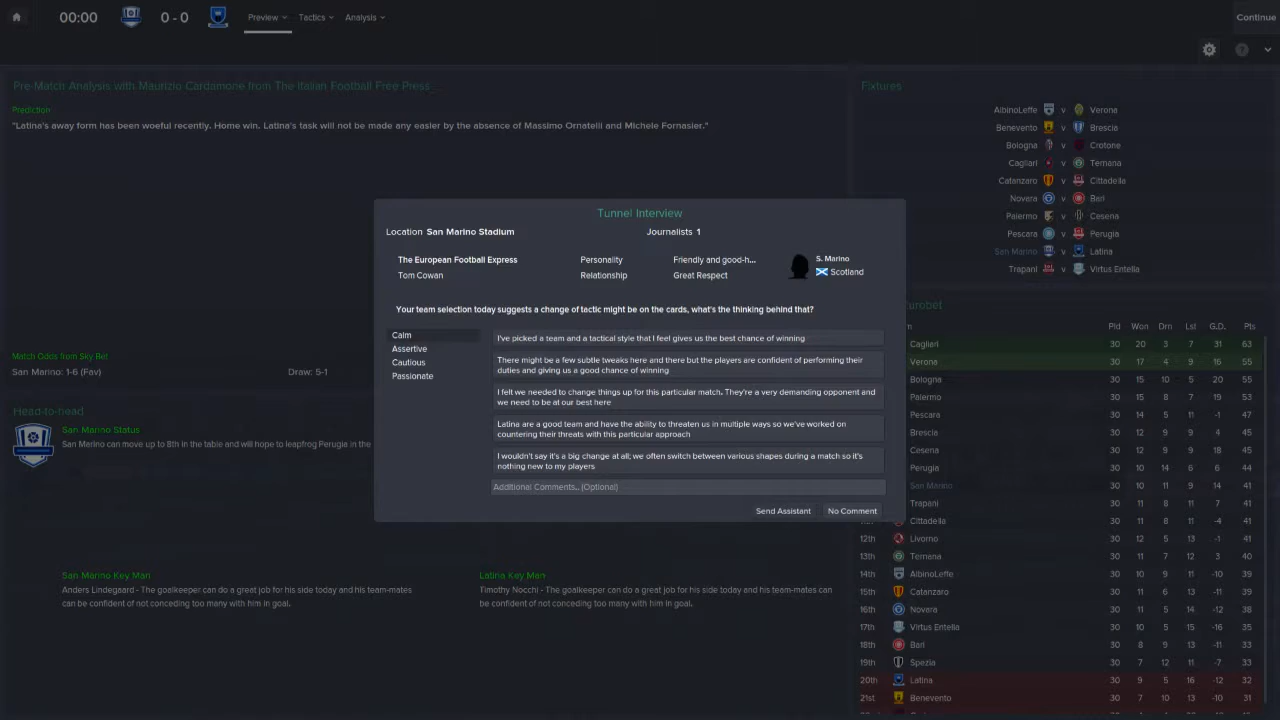 00:00
0 - 0
Preview
Tactics
Analysis
Continue
Pre-Match Analysis with Maurizio Cardamone from The Italian Football Free Press_
Prediction
"Latina's away form has been woeful recently. Home win. Latina's task will not be made any easier by the absence of Massimo Ornatelli and Michele Fornasier."
Match Odds from Sky Bet
San Marino: 1-6 (Fav)
Draw: 5-1
Head-to-head
San Marino Status
San Marino can move up to 8th in the table and will hope to leapfrog Perugia in the
San Marino Key Man
Anders Lindegaard - The goalkeeper can do a great job for his side today and his team-mates
can be confident of not conceding too many with him in goal.
Latina Key Man
Timothy Nocchi - The goalkeeper can do a great job for his side today and his team-mates
can be confident of not conceding too many with him in goal.
Tunnel Interview
Location San Marino Stadium
Journalists 1
The European Football Express
Personality
Friendly and good-h...
S. Marino
Tom Cowan
Relationship
Great Respect
Scotland
Your team selection today suggests a change of tactic might be on the cards, what's the thinking behind that?
Calm
Assertive
Cautious
Passionate
I've picked a team and a tactical style that I feel gives us the best chance of winning
There might be a few subtle tweaks here and there but the players are confident of performing their
duties and giving us a good chance of winning
I felt we needed to change things up for this particular match. They're a very demanding opponent and
we need to be at our best here
Latina are a good team and have the ability to threaten us in multiple ways so we've worked on
countering their threats with this particular approach
I wouldn't say it's a big change at all; we often switch between various shapes during a match so it's
nothing new to my players
Additional Comments... (Optional)
Send Assistant
No Comment
Fixtures
AlbinoLeffe v Verona
Benevento v Brescia
Bologna v Crotone
Cagliari v Ternana
Catanzaro v Cittadella
Novara v Bari
Palermo v Cesena
Pescara v Perugia
San Marino v Latina
Trapani v Virtus Entella
urobet
m Pld Won Drn Lst G.D. Pts
Cagliari 30 20 3 7 31 63
Verona 30 17 4 9 16 55
Bologna 30 15 10 5 20 55
Palermo 30 15 8 7 19 53
Pescara 30 14 5 11 -1 47
Brescia 30 12 9 9 4 45
Cesena 30 12 9 9 18 45
Perugia 30 10 14 6 6 44
San Marino 30 11 9 14 41
Trapani 30 11 8 11 7 41
Cittadella 30 11 8 11 -4 41
12th Livorno 30 12 5 13 -1 41
13th Ternana 30 11 7 12 3 40
14th AlbinoLeffe 30 10 9 11 -10 39
15th Catanzaro 30 10 9 11 -11 39
16th Novara 30 11 5 14 -12 38
17th Virtus Entella 30 10 5 15 -16 35
18th Bari 30 8 9 13 -11 33
19th Spezia 30 7 12 11 -7 33
20th Latina 30 9 5 16 -12 32
21st Benevento 30 7 10 13 -10 31